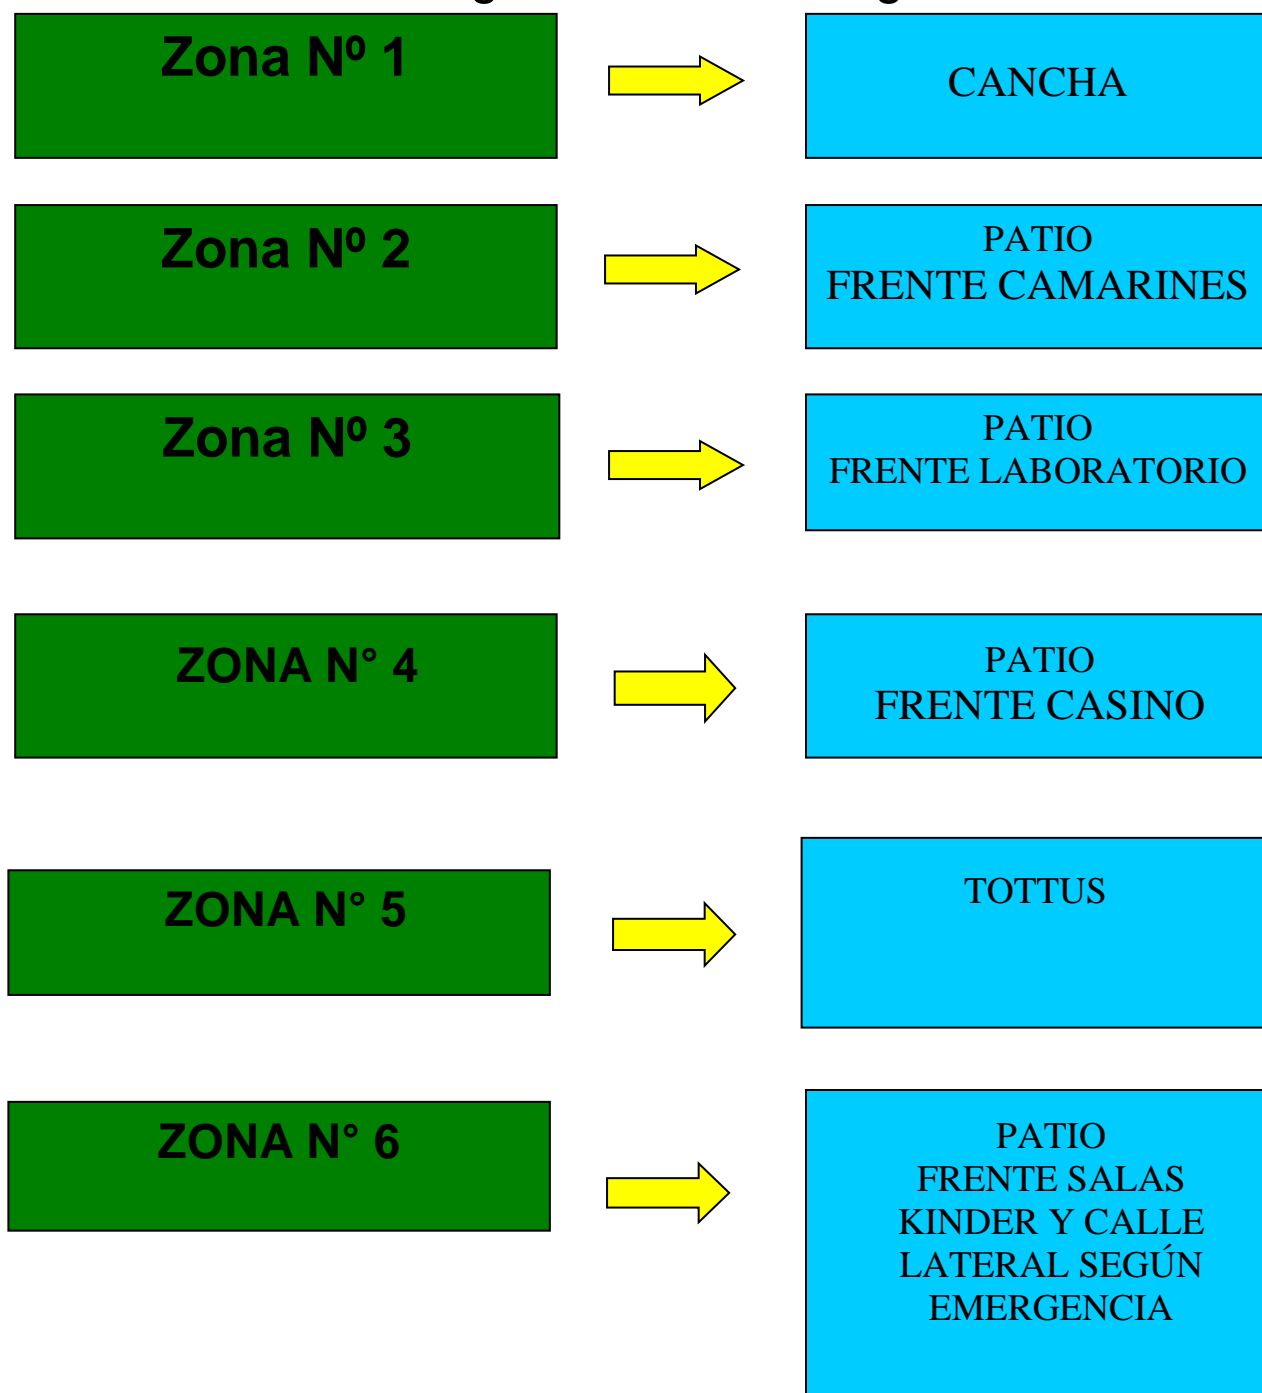 Zona Nº 1
CANCHA
Zona Nº 2
PATIO
FRENTE CAMARINES
Zona Nº 3
PATIO
FRENTE LABORATORIO
ZONA N° 4
PATIO
FRENTE CASINO
ZONA N° 5
TOTTUS
ZONA N° 6
PATIO
FRENTE SALAS
KINDER Y CALLE
LATERAL SEGÚN
EMERGENCIA